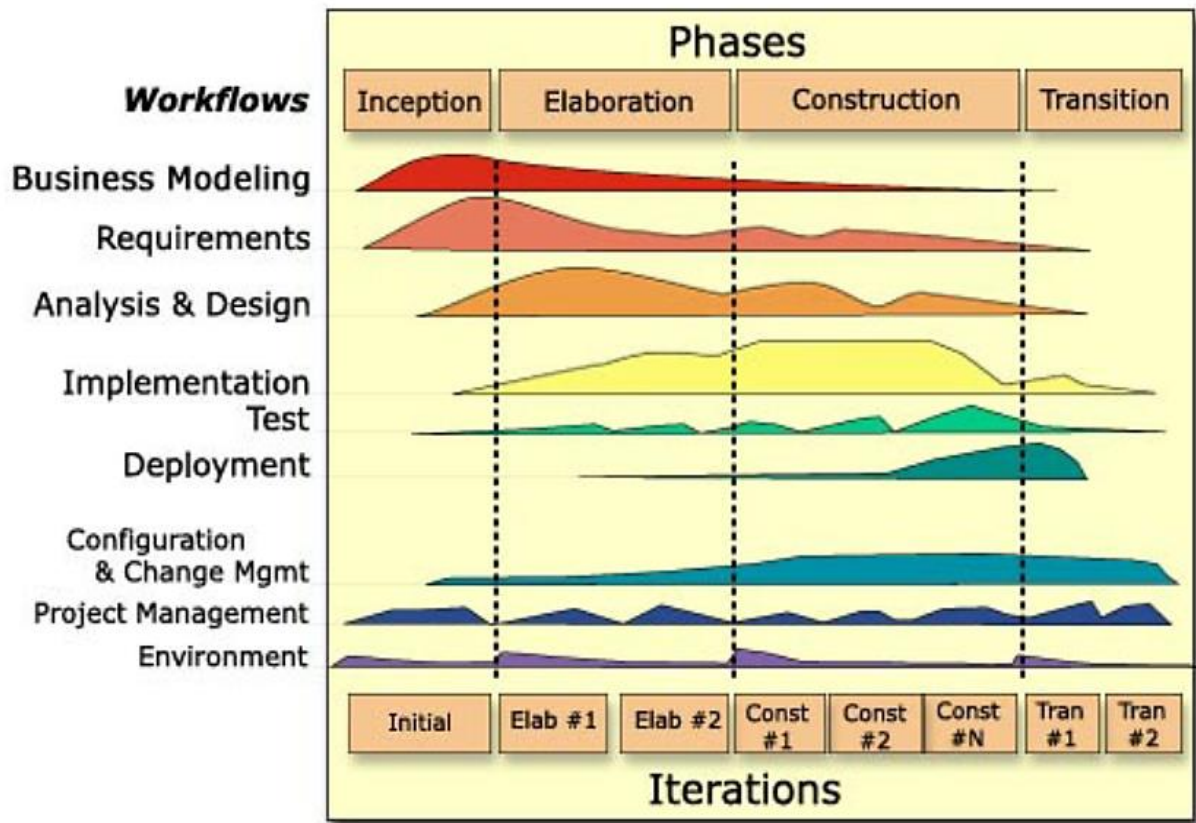 Phases
Workflows
Inception
Elaboration
Construction
Transition
Business Modeling
Requirements
Analysis & Design
Implementation
Test
Deployment
Configuration
& Change Mgmt
Project Management
Environment
Initial
Elab #1
Elab #2
Const
#1
Const
#2
Const
#N
Tran
#1
Tran
#2
Iterations